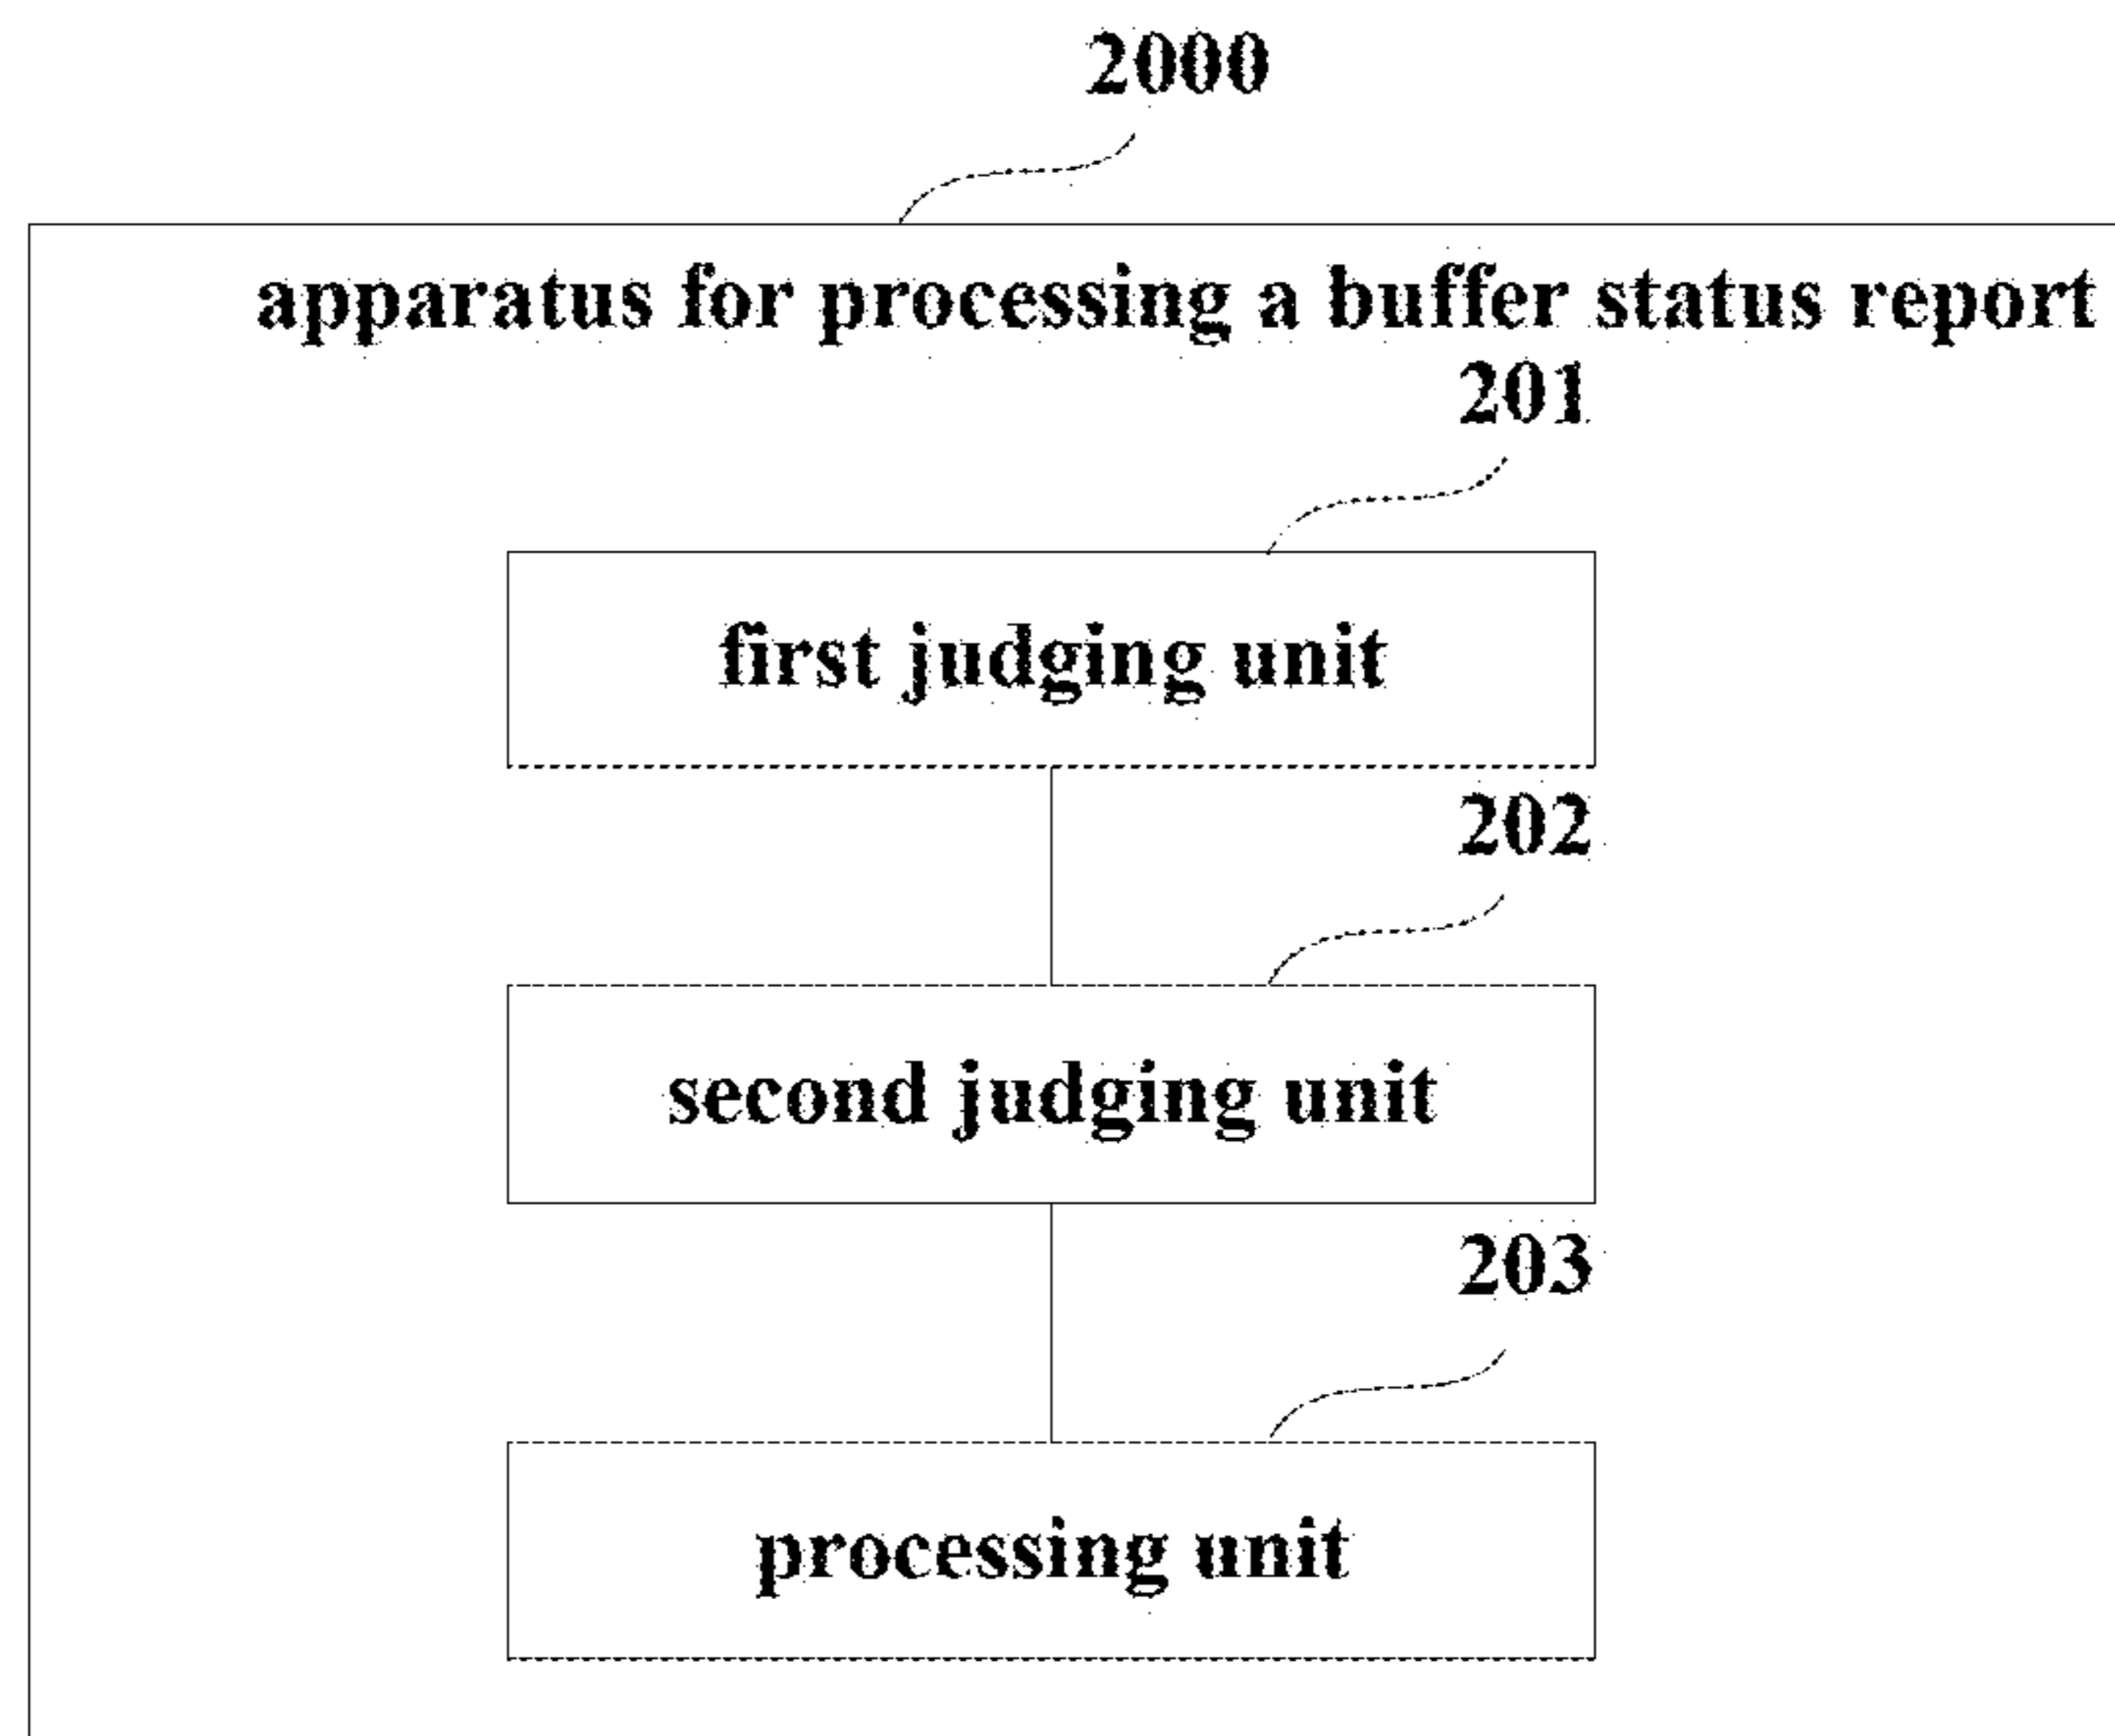 2000
apparatus for processing a buffer status report
201
first judging unit
202
second judging unit
203
processing unit